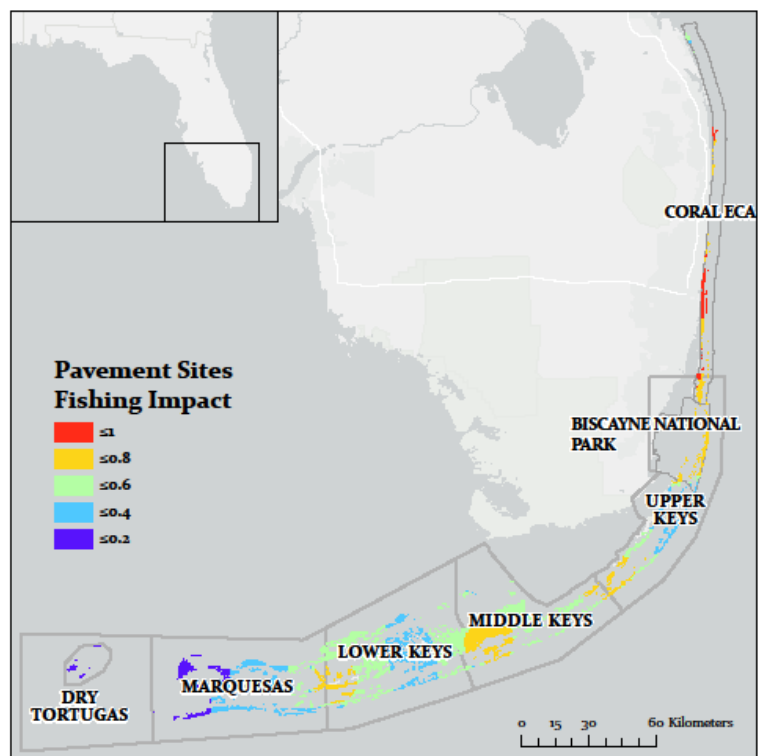 CORAL ECA
Pavement Sites
Fishing Impact
≤1
≤0.8
≤0.6
≤0.4
≤0.2
BISCAYNE NATIONAL
PARK
UPPER
KEYS
MIDDLE KEYS
LOWER KEYS
MARQUESAS
DRY
TORTUGAS
0 15 30 60 Kilometers